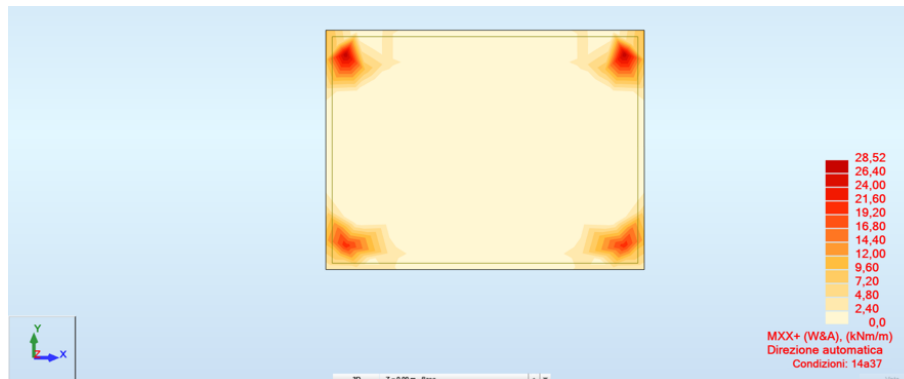 28,52
26,40
24,00
21,60
19,20
16,80
14,40
12,00
9,60
7,20
4,80
2,40
0,0
MXX+ (W&A), (kNm/m)
Direzione automatica
Condizioni: 14a37
Y
Z X